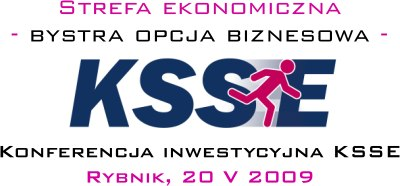 STREFA EKONOMICZNA
- BYSTRA OPCJA BIZNESOWA -
KSSE
KONFERENCJA INWESTYCYJNA KSSE
RYBNIK, 20 V 2009